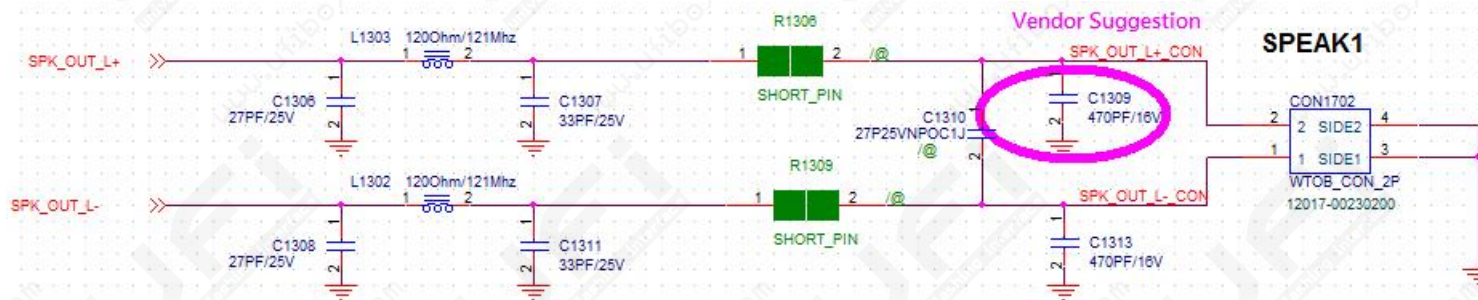 Vendor Suggestion
SPEAK1
SPK_OUT_L+
L1303 120Ohm/121Mhz
1 2
R1306
1 2 /@
SHORT_PIN
SPK_OUT_L+_CON
1
C1306
27PF/25V
2
1
C1307
33PF/25V
2
1
C1310
27P25VNPOC1J
/@
2
1
C1309
470PF/16V
2
CON1702
2 2 SIDE2 4
1 1 SIDE1 3
WTOB_CON_2P
12017-00230200
SPK_OUT_L-
L1302 120Ohm/121Mhz
1 2
R1309
1 2 /@
SHORT_PIN
SPK_OUT_L-_CON
1
C1308
27PF/25V
2
1
C1311
33PF/25V
2
1
C1313
470PF/16V
2